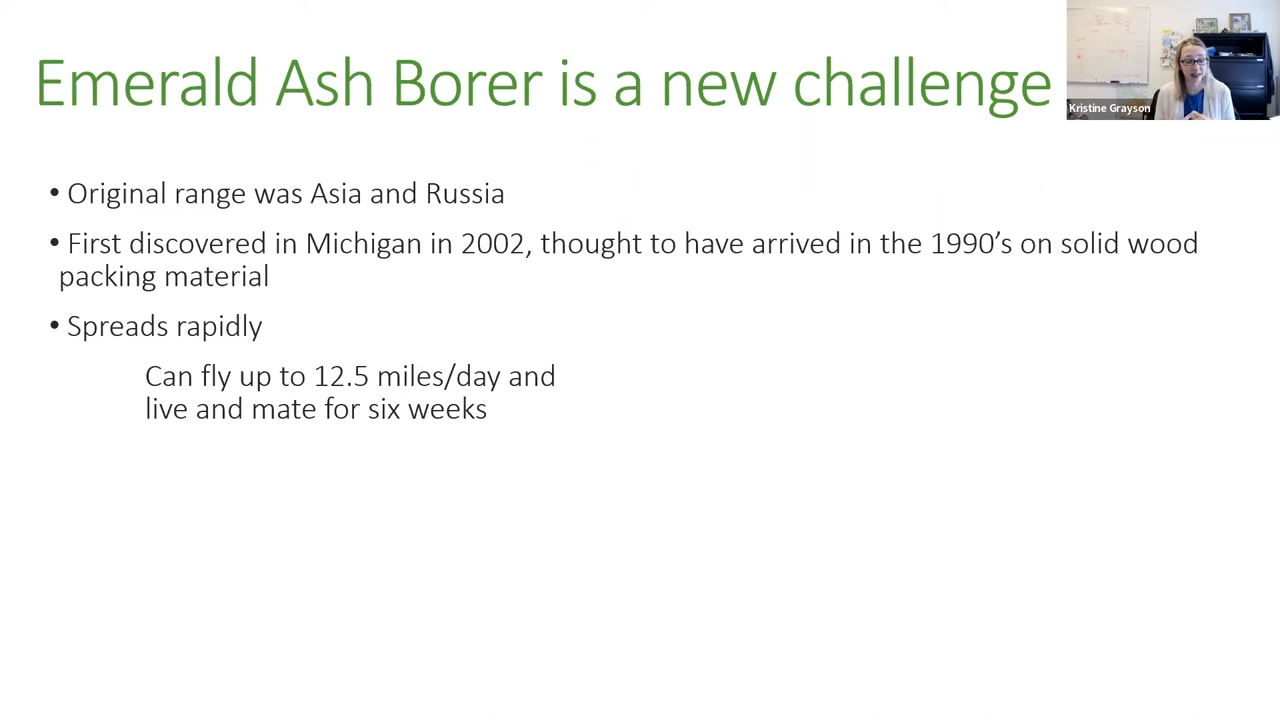 Emerald Ash Borer is a new challenge
Kristine Grayson
• Original range was Asia and Russia
• First discovered in Michigan in 2002, thought to have arrived in the 1990’s on solid wood
packing material
• Spreads rapidly
Can fly up to 12.5 miles/day and
live and mate for six weeks